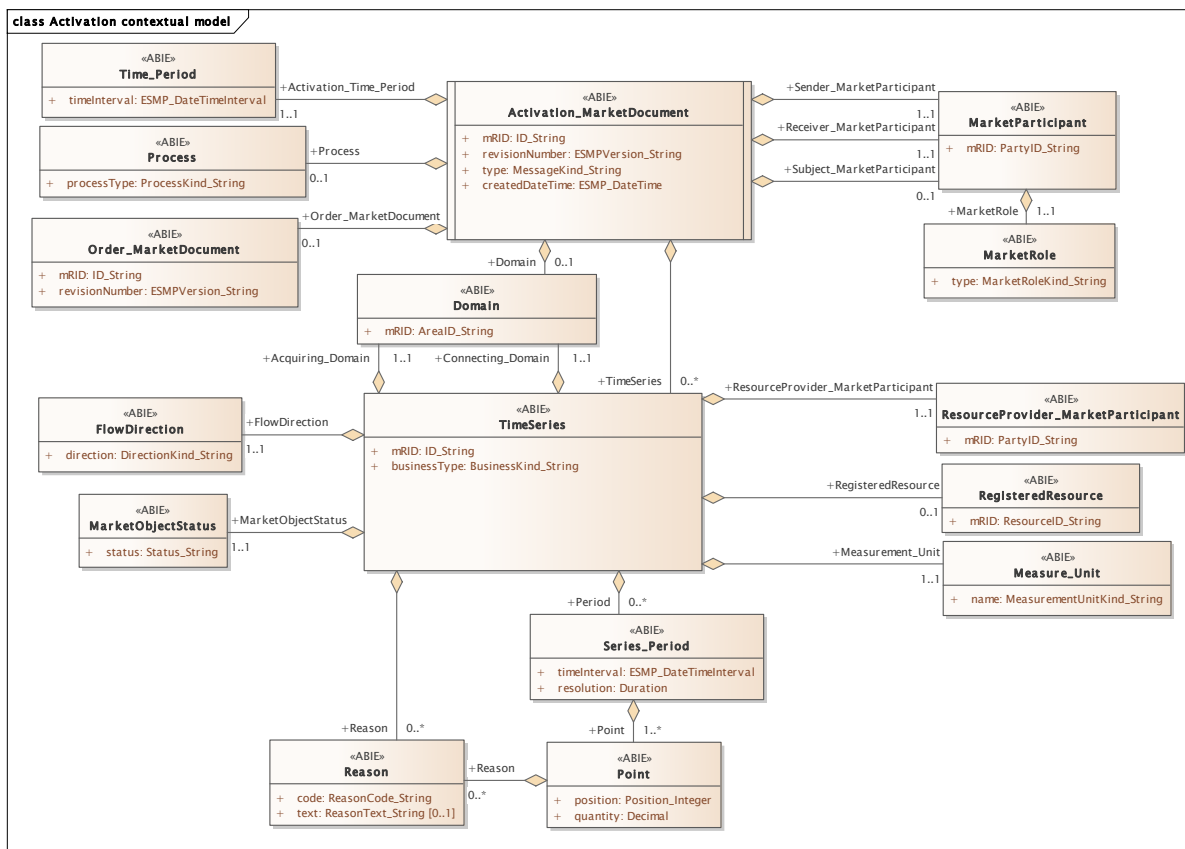 class Activation contextual model
«ABIE»
Time_Period
+ timeInterval: ESMP_DateTimeInterval
+Activation_Time_Period
1..1
«ABIE»
Process
+ processType: ProcessKind_String
+Process
0..1
«ABIE»
Order_MarketDocument
+ mRID: ID_String
+ revisionNumber: ESMPVersion_String
+Order_MarketDocument
0..1
«ABIE»
Activation_MarketDocument
+ mRID: ID_String
+ revisionNumber: ESMPVersion_String
+ type: MessageKind_String
+ createdDateTime: ESMP_DateTime
+Sender_MarketParticipant
1..1
+Receiver_MarketParticipant
1..1
+Subject_MarketParticipant
0..1
«ABIE»
MarketParticipant
+ mRID: PartyID_String
+MarketRole 1..1
«ABIE»
MarketRole
+ type: MarketRoleKind_String
+Domain 0..1
«ABIE»
Domain
+ mRID: AreaID_String
+Acquiring_Domain 1..1
+Connecting_Domain 1..1
+TimeSeries 0..*
«ABIE»
TimeSeries
+ mRID: ID_String
+ businessType: BusinessKind_String
«ABIE»
FlowDirection
+ direction: DirectionKind_String
+FlowDirection
1..1
«ABIE»
MarketObjectStatus
+ status: Status_String
+MarketObjectStatus
1..1
+ResourceProvider_MarketParticipant
1..1
«ABIE»
ResourceProvider_MarketParticipant
+ mRID: PartyID_String
+RegisteredResource
0..1
«ABIE»
RegisteredResource
+ mRID: ResourceID_String
+Measurement_Unit
1..1
«ABIE»
Measure_Unit
+ name: MeasurementUnitKind_String
+Period 0..*
«ABIE»
Series_Period
+ timeInterval: ESMP_DateTimeInterval
+ resolution: Duration
+Point 1..*
«ABIE»
Point
+ position: Position_Integer
+ quantity: Decimal
+Reason 0..*
«ABIE»
Reason
+ code: ReasonCode_String
+ text: ReasonText_String [0..1]
+Reason
0..*